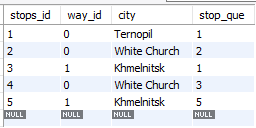 stops_id way_id city stop_que
1 0 Ternopil 1
2 0 White Church 2
3 1 Khmelnitsk 1
4 0 White Church 3
5 1 Khmelnitsk 5
NULL NULL NULL NULL